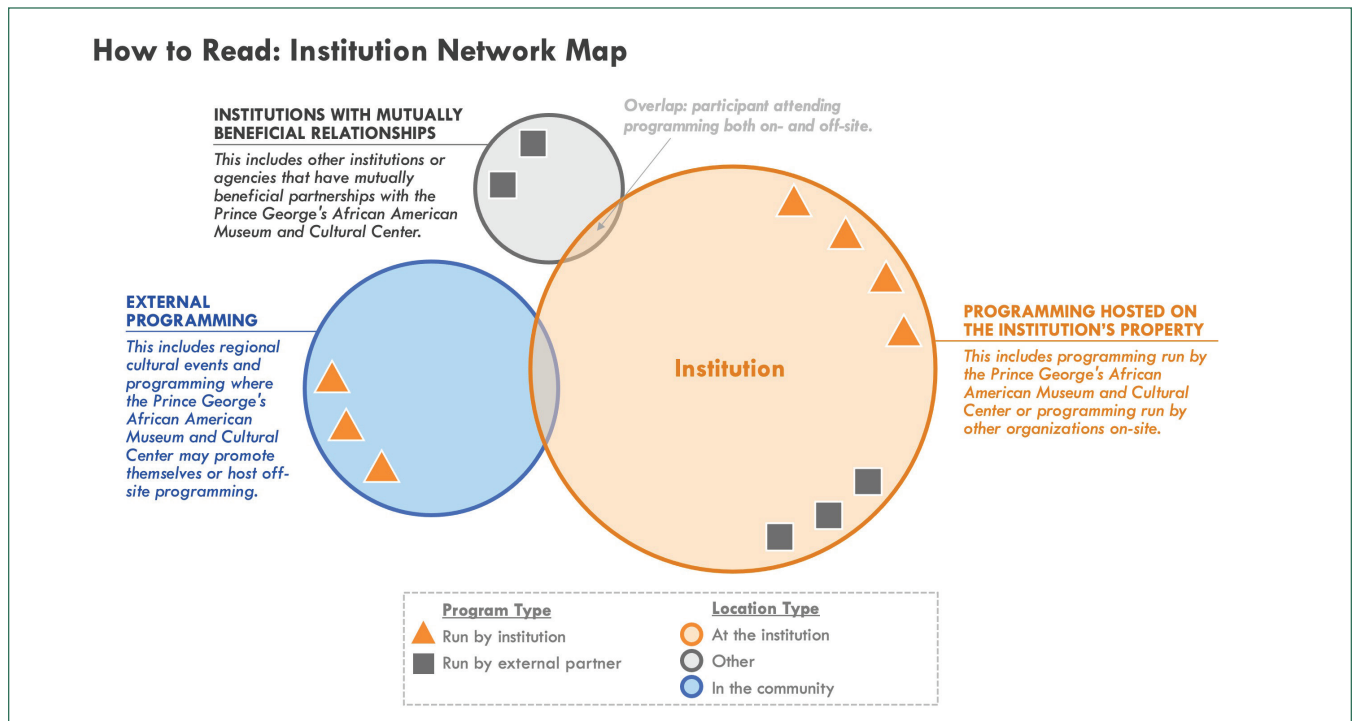 How to Read: Institution Network Map
INSTITUTIONS WITH MUTUALLY
BENEFICIAL RELATIONSHIPS
This includes other institutions or
agencies that have mutually
beneficial partnerships with the
Prince George's African American
Museum and Cultural Center.
Overlap: participant attending
programming both on- and off-site.
EXTERNAL
PROGRAMMING
This includes regional
cultural events and
programming where
the Prince George's
African American
Museum and Cultural
Center may promote
themselves or host off-
site programming.
Institution
PROGRAMMING HOSTED ON
THE INSTITUTION’S PROPERTY
This includes programming run by
the Prince George's African
American Museum and Cultural
Center or programming run by
other organizations on-site.
Program Type
Run by institution
Run by external partner
Location Type
At the institution
Other
In the community